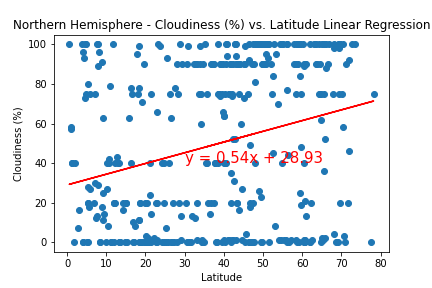 Northern Hemisphere - Cloudiness (%) vs. Latitude Linear Regression
100
80
60
40
20
0
Cloudiness (%)
y = 0.54x + 28.93
0 10 20 30 40 50 60 70 80
Latitude